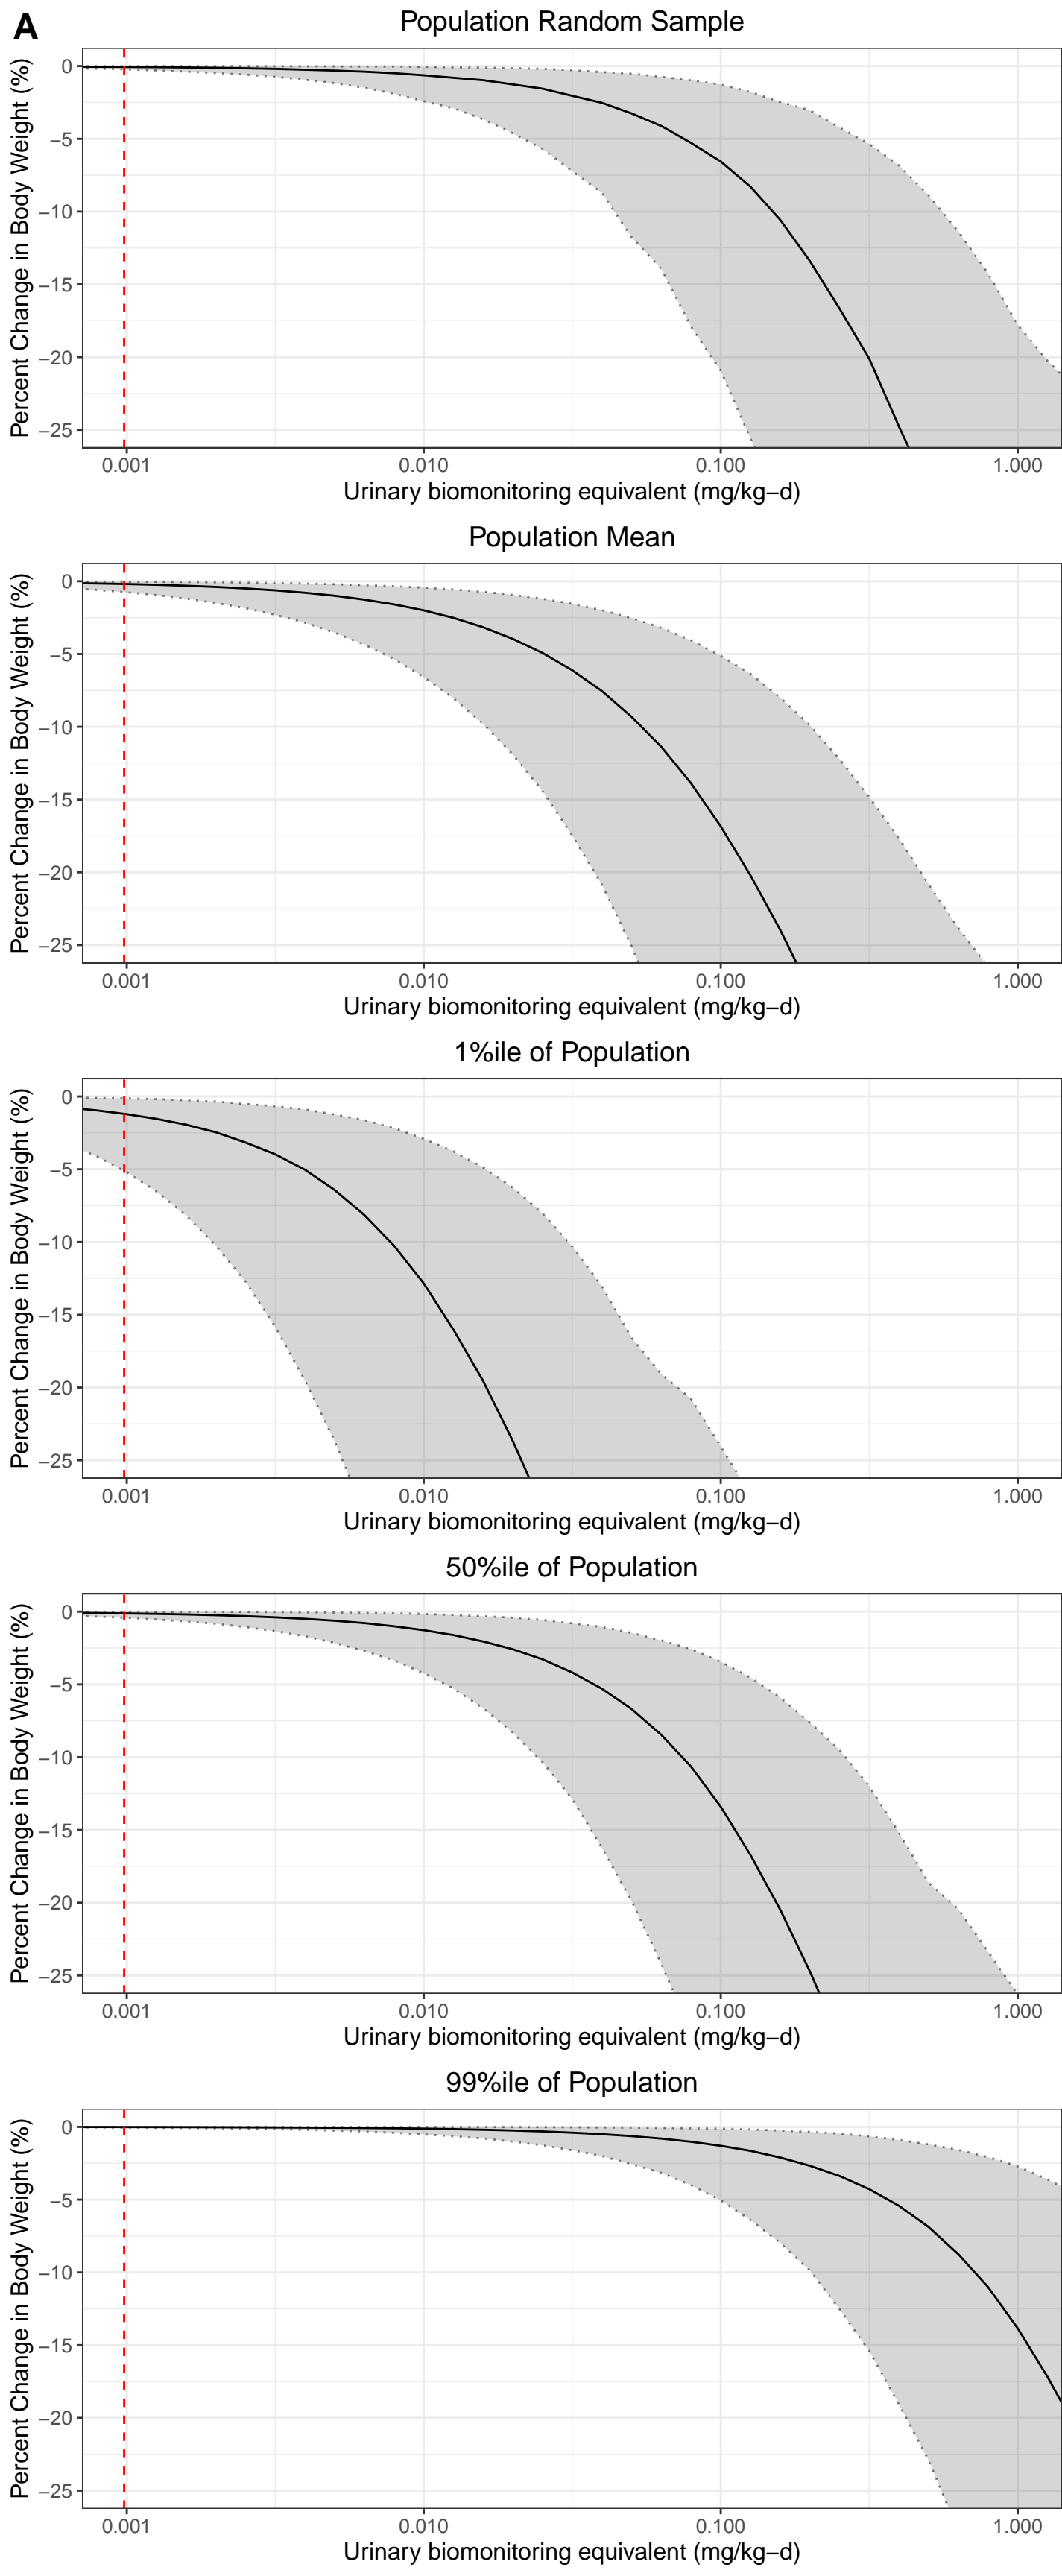 A
Population Random Sample
Percent Change in Body Weight (%)
0
−5
−10
−15
−20
−25
0.001 0.010 0.100 1.000
Urinary biomonitoring equivalent (mg/kg−d)
Population Mean
Percent Change in Body Weight (%)
0
−5
−10
−15
−20
−25
0.001 0.010 0.100 1.000
Urinary biomonitoring equivalent (mg/kg−d)
1%ile of Population
Percent Change in Body Weight (%)
0
−5
−10
−15
−20
−25
0.001 0.010 0.100 1.000
Urinary biomonitoring equivalent (mg/kg−d)
50%ile of Population
Percent Change in Body Weight (%)
0
−5
−10
−15
−20
−25
0.001 0.010 0.100 1.000
Urinary biomonitoring equivalent (mg/kg−d)
99%ile of Population
Percent Change in Body Weight (%)
0
−5
−10
−15
−20
−25
0.001 0.010 0.100 1.000
Urinary biomonitoring equivalent (mg/kg−d)